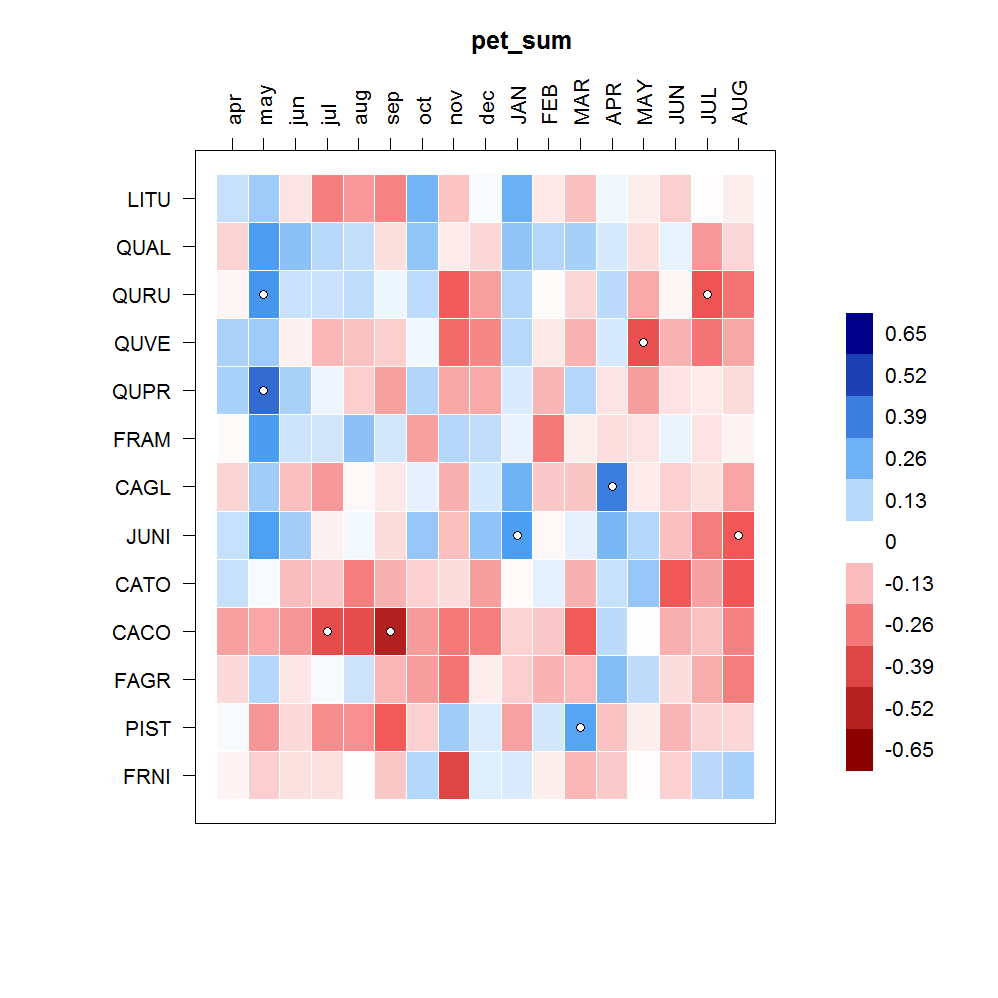 pet_sum
apr may jun jul aug sep oct nov dec JAN FEB MAR APR MAY JUN JUL AUG
LITU
QUAL
QURU
QUVE
QUPR
FRAM
CAGL
JUNI
CATO
CACO
FAGR
PIST
FRNI
0.65
0.52
0.39
0.26
0.13
0
-0.13
-0.26
-0.39
-0.52
-0.65